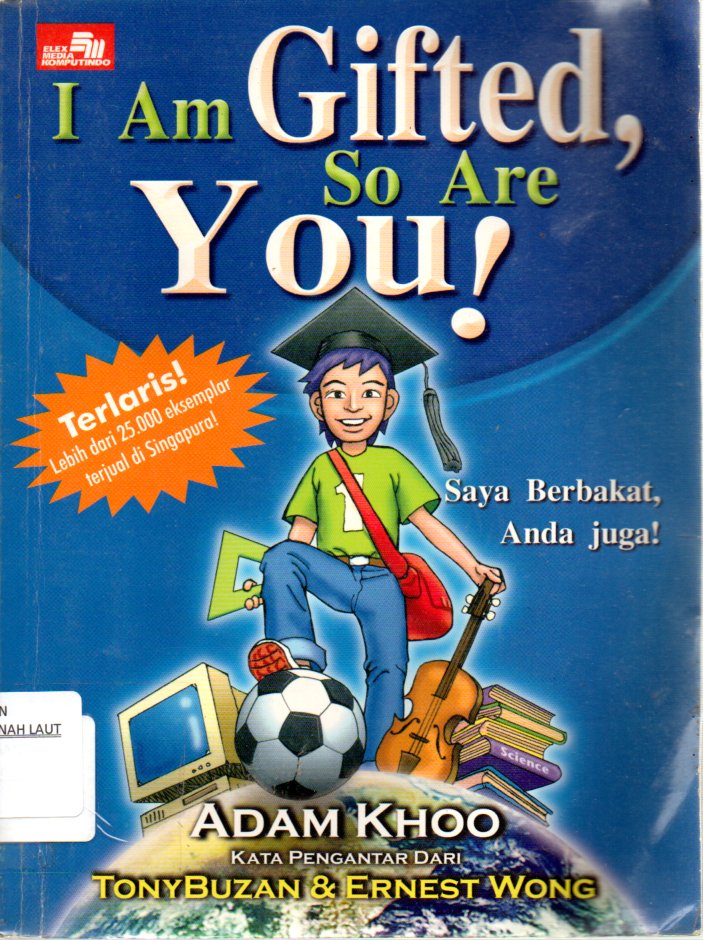 ELEX
MEDIA
KOMPUTINDO
I Am Gifted,
So Are
You!
Terlaris!
Lebih dari 25.000 eksemplar
terjual di Singapura!
Saya Berbakat,
Anda juga!
1
N
NAH LAUT
Science
ADAM KHOO
KATA PENGANTAR DARI
TONYBUZAN & ERNEST WONG